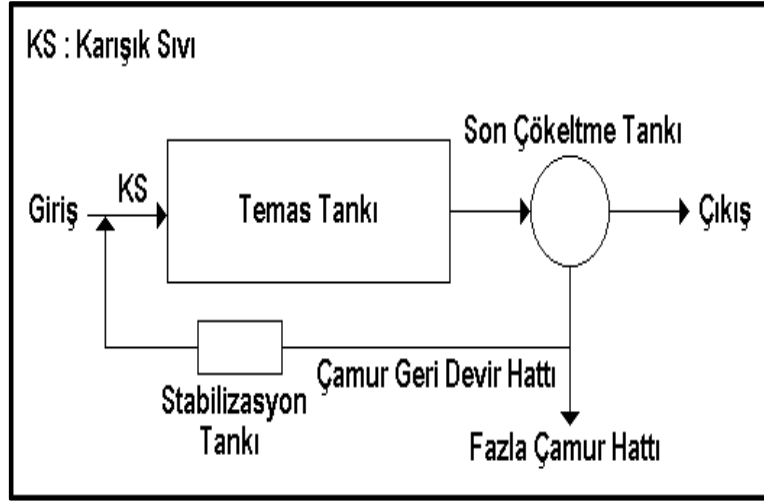 KS : Karışık Sıvı
Son Çökeltme Tankı
KS
Giriş
Temas Tankı
Çıkış
Çamur Geri Devir Hattı
Stabilizasyon
Tankı
Fazla Çamur Hattı